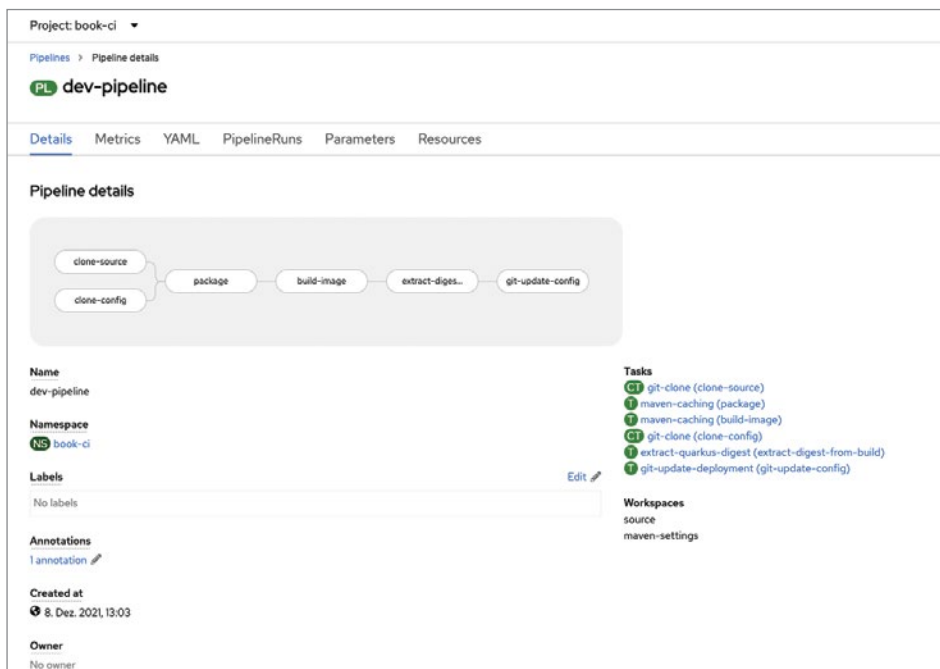 Project: book-ci
Pipelines > Pipeline details
PL dev-pipeline
Details Metrics YAML PipelineRuns Parameters Resources
Pipeline details
clone-source
clone-config
package
build-image
extract-diges...
git-update-config
Name
dev-pipeline
Namespace
NS book-ci
Labels
Edit
No labels
Annotations
1 annotation
Created at
8. Dez. 2021, 13:03
Owner
No owner
Tasks
CT git-clone (clone-source)
T maven-caching (package)
T maven-caching (build-image)
CT git-clone (clone-config)
T extract-quarkus-digest (extract-digest-from-build)
T git-update-deployment (git-update-config)
Workspaces
source
maven-settings